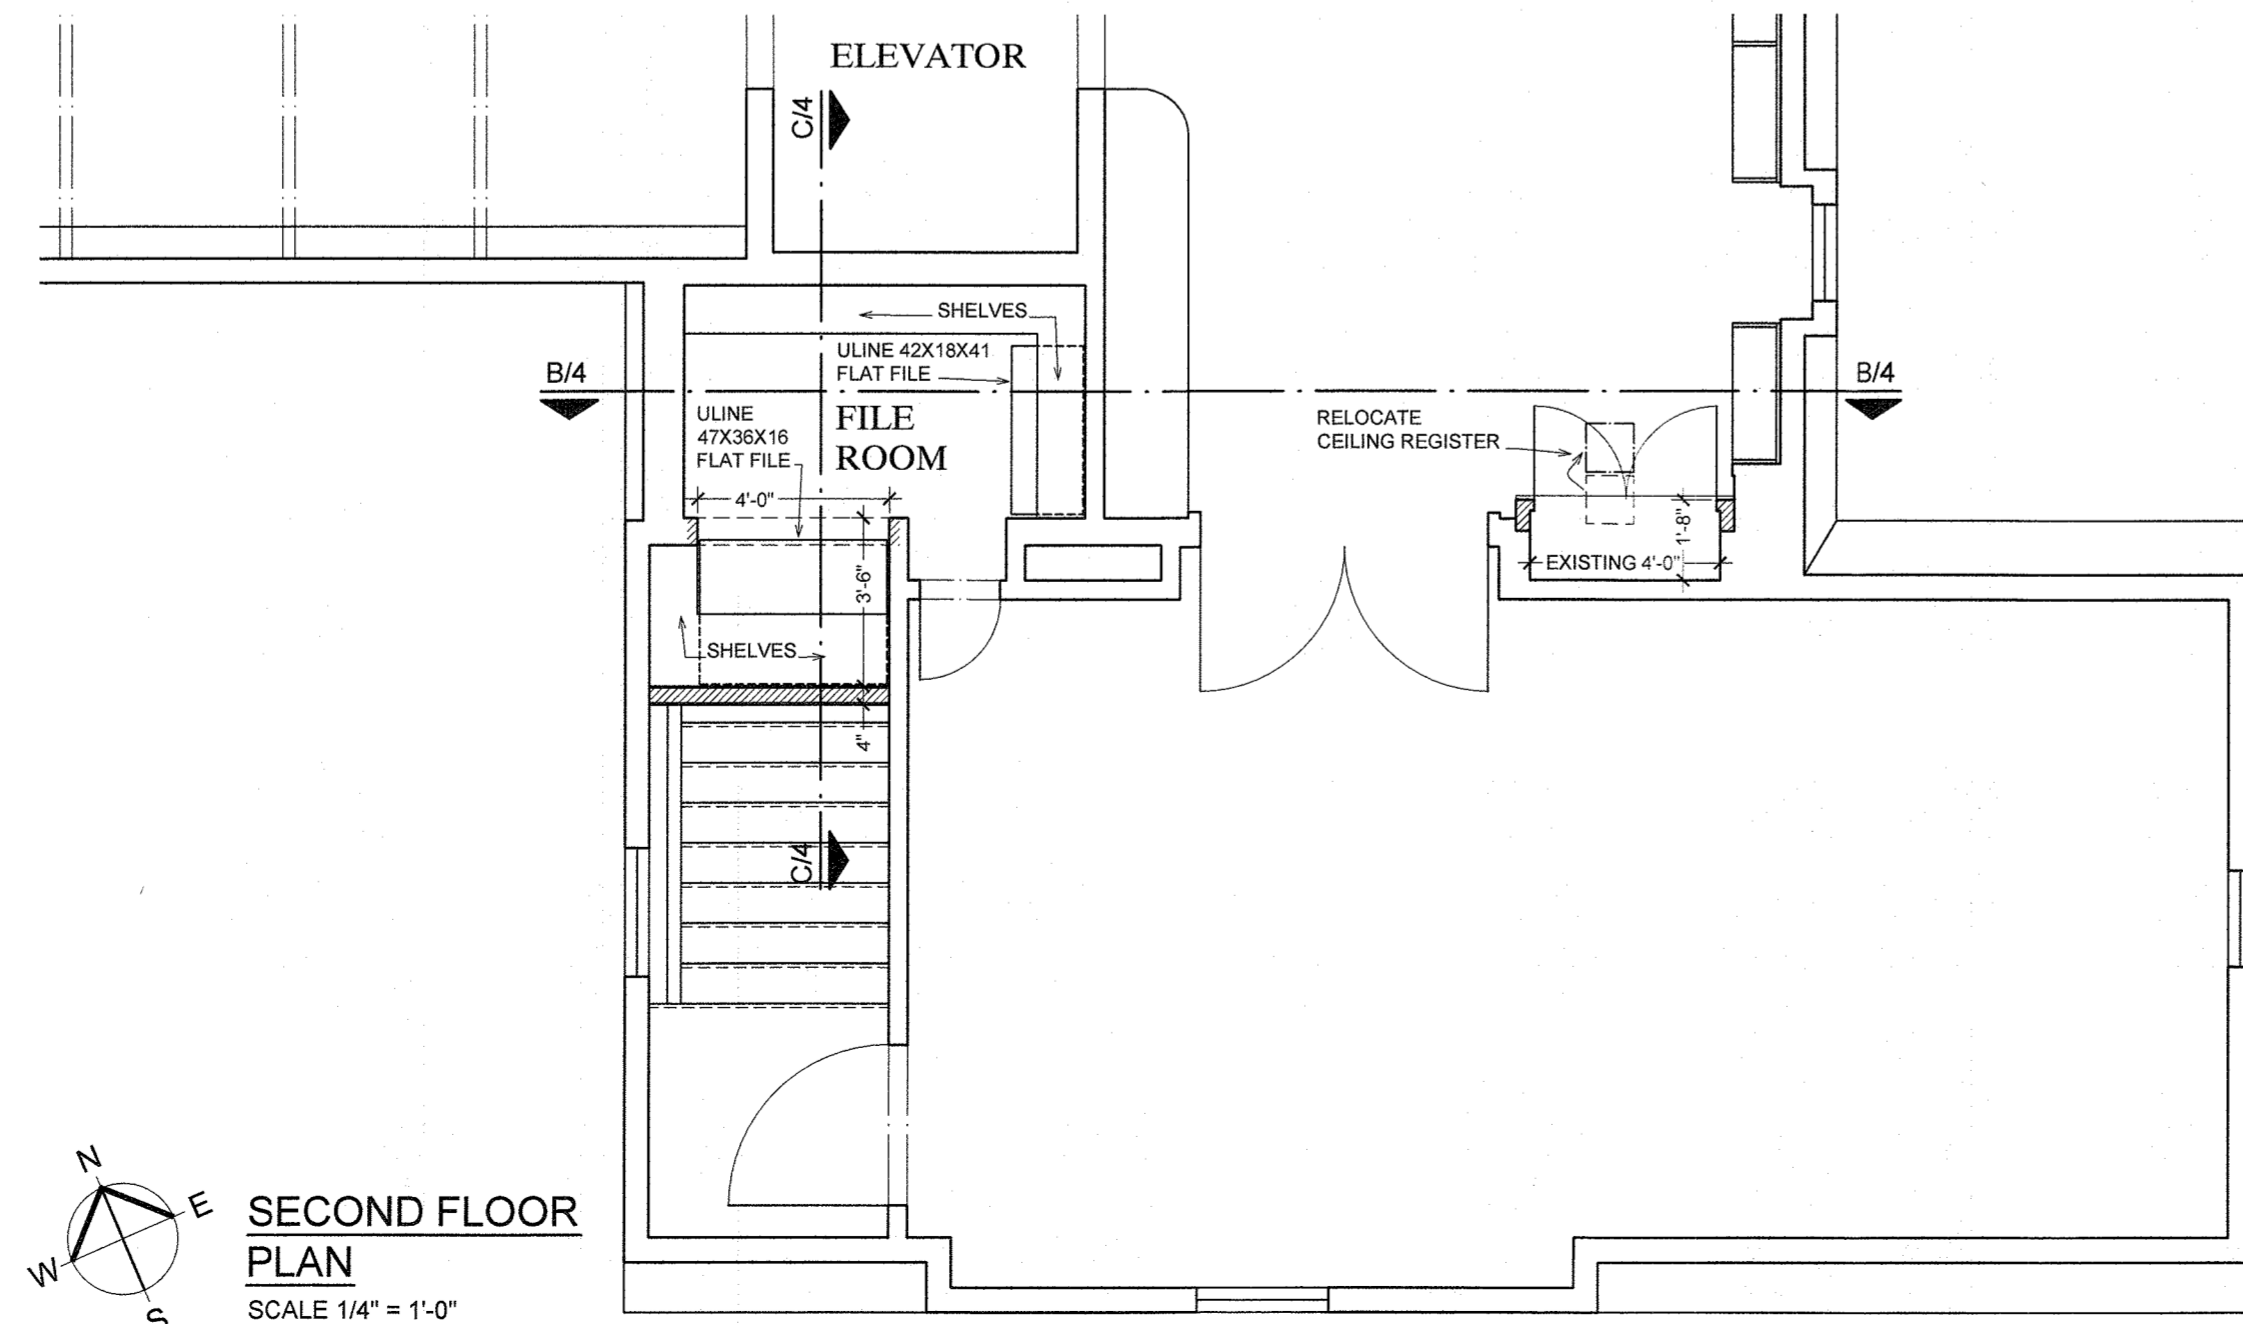 ELEVATOR
C/4
SHELVES
ULINE 42X18X41
FLAT FILE
B/4
B/4
ULINE
47X36X16
FLAT FILE
FILE
ROOM
RELOCATE
CEILING REGISTER
4'-0"
1'-8"
EXISTING 4'-0"
3'-6"
SHELVES
4"
C/4
N
E
W
S
SECOND FLOOR
PLAN
SCALE 1/4" = 1'-0"